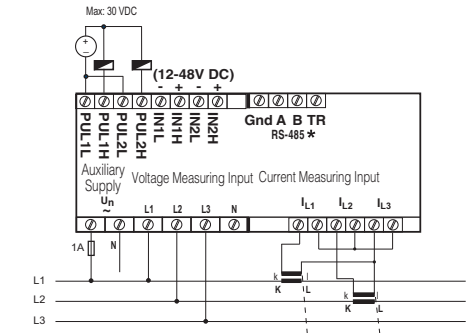 Max: 30 VDC
+
-
(12-48V DC)
- + - +
PUL1L
PUL1H
PUL2L
PUL2H
IN1L
IN1H
IN2L
IN2H
Gnd A B TR
RS-485 *
Auxiliary Supply
Voltage Measuring Input
Current Measuring Input
Un
~
L1 L2 L3 N
IL1 IL2 IL3
1A
N
L1
k l
K L
L2
k l
K L
L3